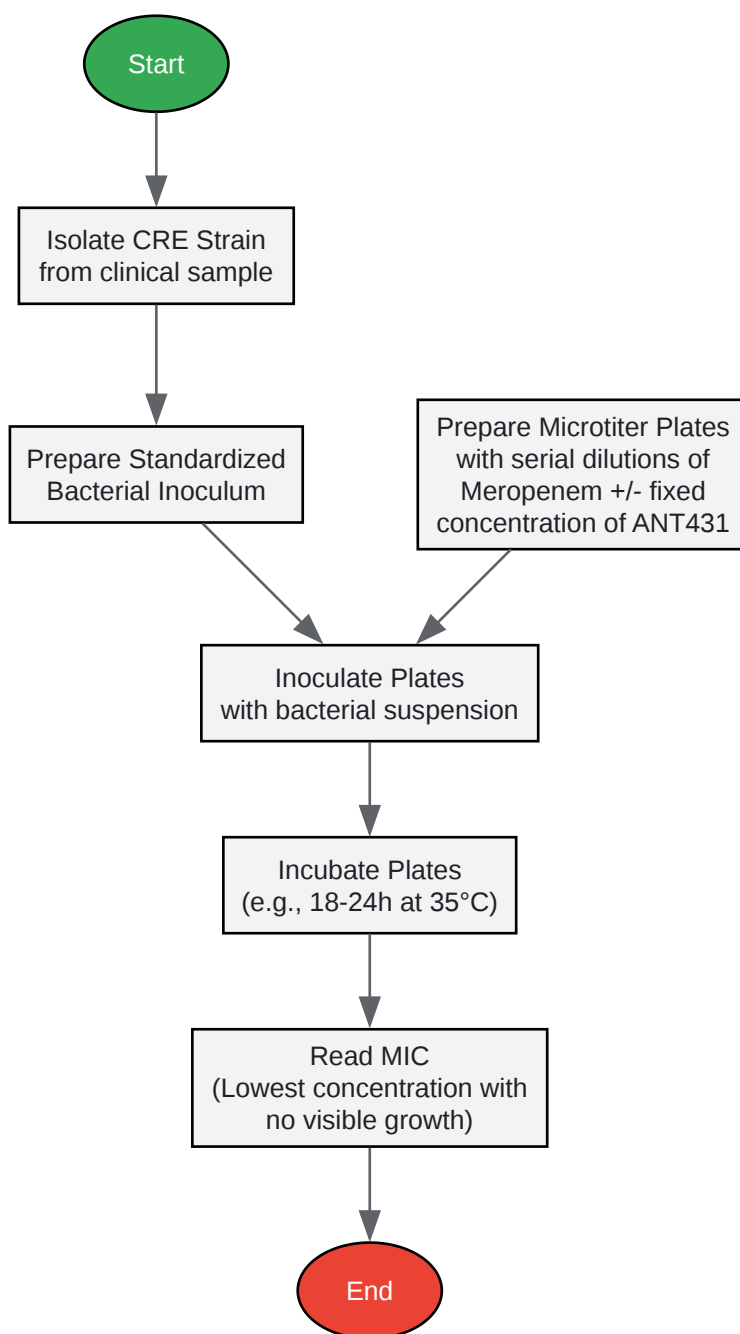 Start
Isolate CRE Strain
from clinical sample
Prepare Standardized
Bacterial Inoculum
Prepare Microtiter Plates
with serial dilutions of
Meropenem +/- fixed
concentration of ANT431
Inoculate Plates
with bacterial suspension
Incubate Plates
(e.g., 18-24h at 35°C)
Read MIC
(Lowest concentration with
no visible growth)
End